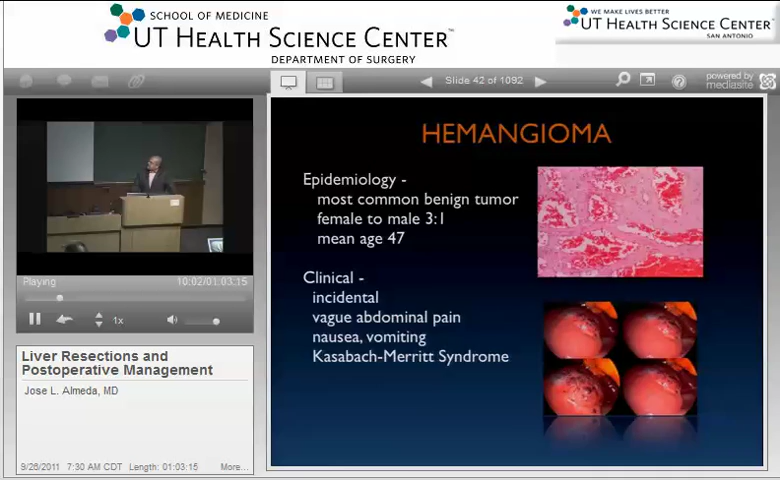 SCHOOL OF MEDICINE
UT HEALTH SCIENCE CENTER™
DEPARTMENT OF SURGERY
WE MAKE LIVES BETTER
UT HEALTH SCIENCE CENTER
SAN ANTONIO
Slide 42 of 1092
powered by
mediasite
HEMANGIOMA
Epidemiology -
most common benign tumor
female to male 3:1
mean age 47
Clinical -
incidental
vague abdominal pain
nausea, vomiting
Kasabach-Merritt Syndrome
Playing
10:02/01:03:15
1x
Liver Resections and
Postoperative Management
Jose L. Almeda, MD
9/26/2011 7:30 AM CDT Length: 01:03:15 More...